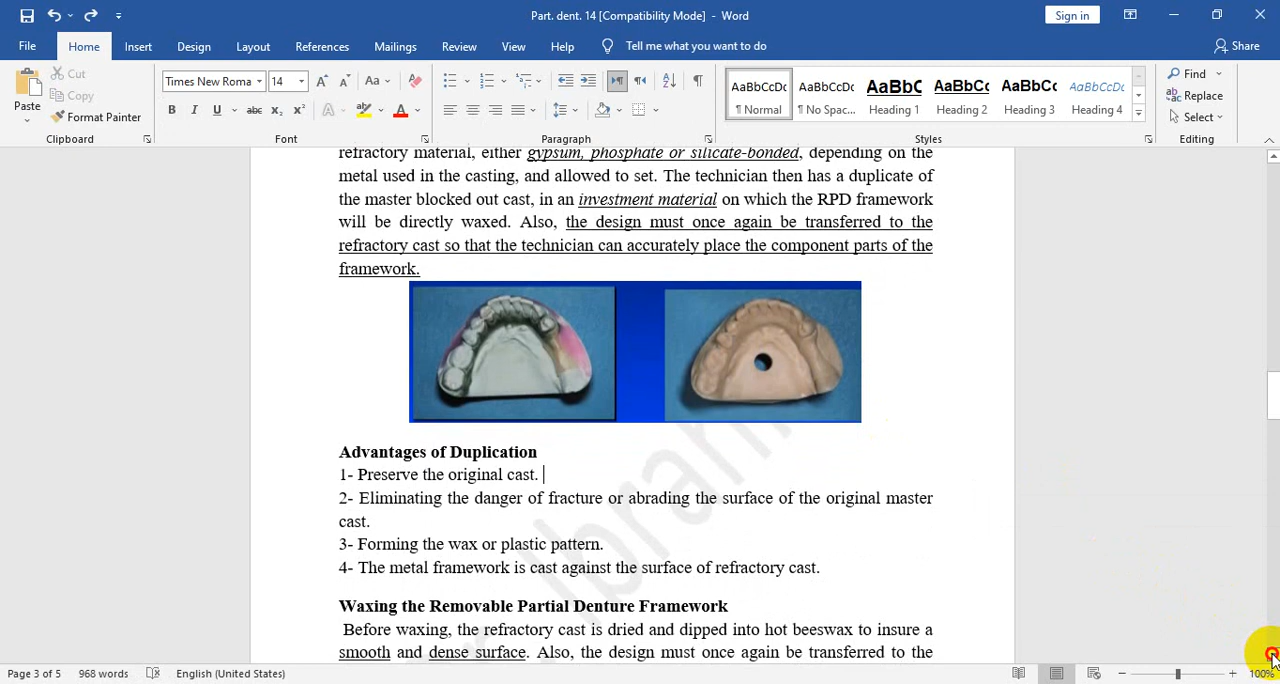 Part. dent. 14 [Compatibility Mode] - Word
Sign in
File Home Insert Design Layout References Mailings Review View Help Tell me what you want to do
Share
Paste
Cut
Copy
Format Painter
Clipboard
Times New Roma 14
Font
Paragraph
AaBbCcDc AaBbCcDc AaBbC AaBbCc AaBbCc AaBbCcDc
¶ Normal ¶ No Spac... Heading 1 Heading 2 Heading 3 Heading 4
Styles
Find
Replace
Select
Editing
refractory material, either gypsum, phosphate or silicate-bonded, depending on the
metal used in the casting, and allowed to set. The technician then has a duplicate of
the master blocked out cast, in an investment material on which the RPD framework
will be directly waxed. Also, the design must once again be transferred to the
refractory cast so that the technician can accurately place the component parts of the
framework.
Advantages of Duplication
1- Preserve the original cast.
2- Eliminating the danger of fracture or abrading the surface of the original master
cast.
3- Forming the wax or plastic pattern.
4- The metal framework is cast against the surface of refractory cast.
Waxing the Removable Partial Denture Framework
Before waxing, the refractory cast is dried and dipped into hot beeswax to insure a
smooth and dense surface. Also, the design must once again be transferred to the
Page 3 of 5 968 words English (United States) 100%